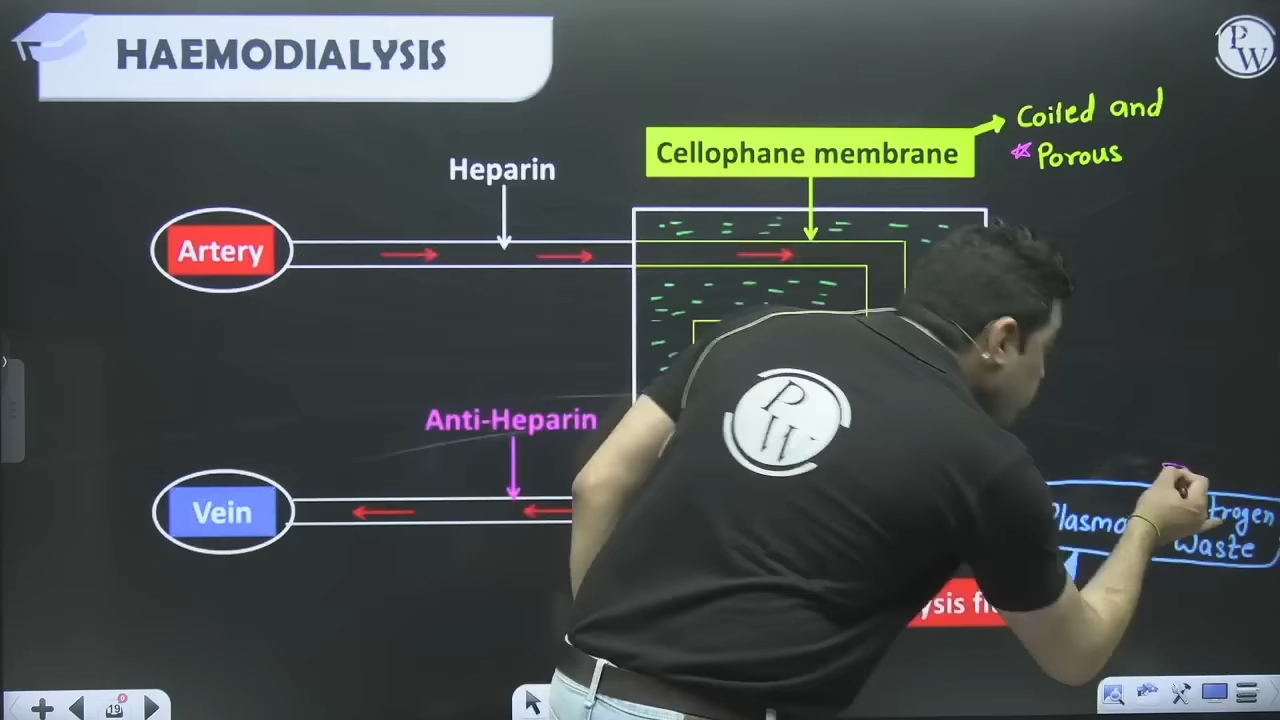 HAEMODIALYSIS
P
W
Coiled and
Porous
Cellophane membrane
Heparin
Artery
P
W
Anti-Heparin
Vein
Waste